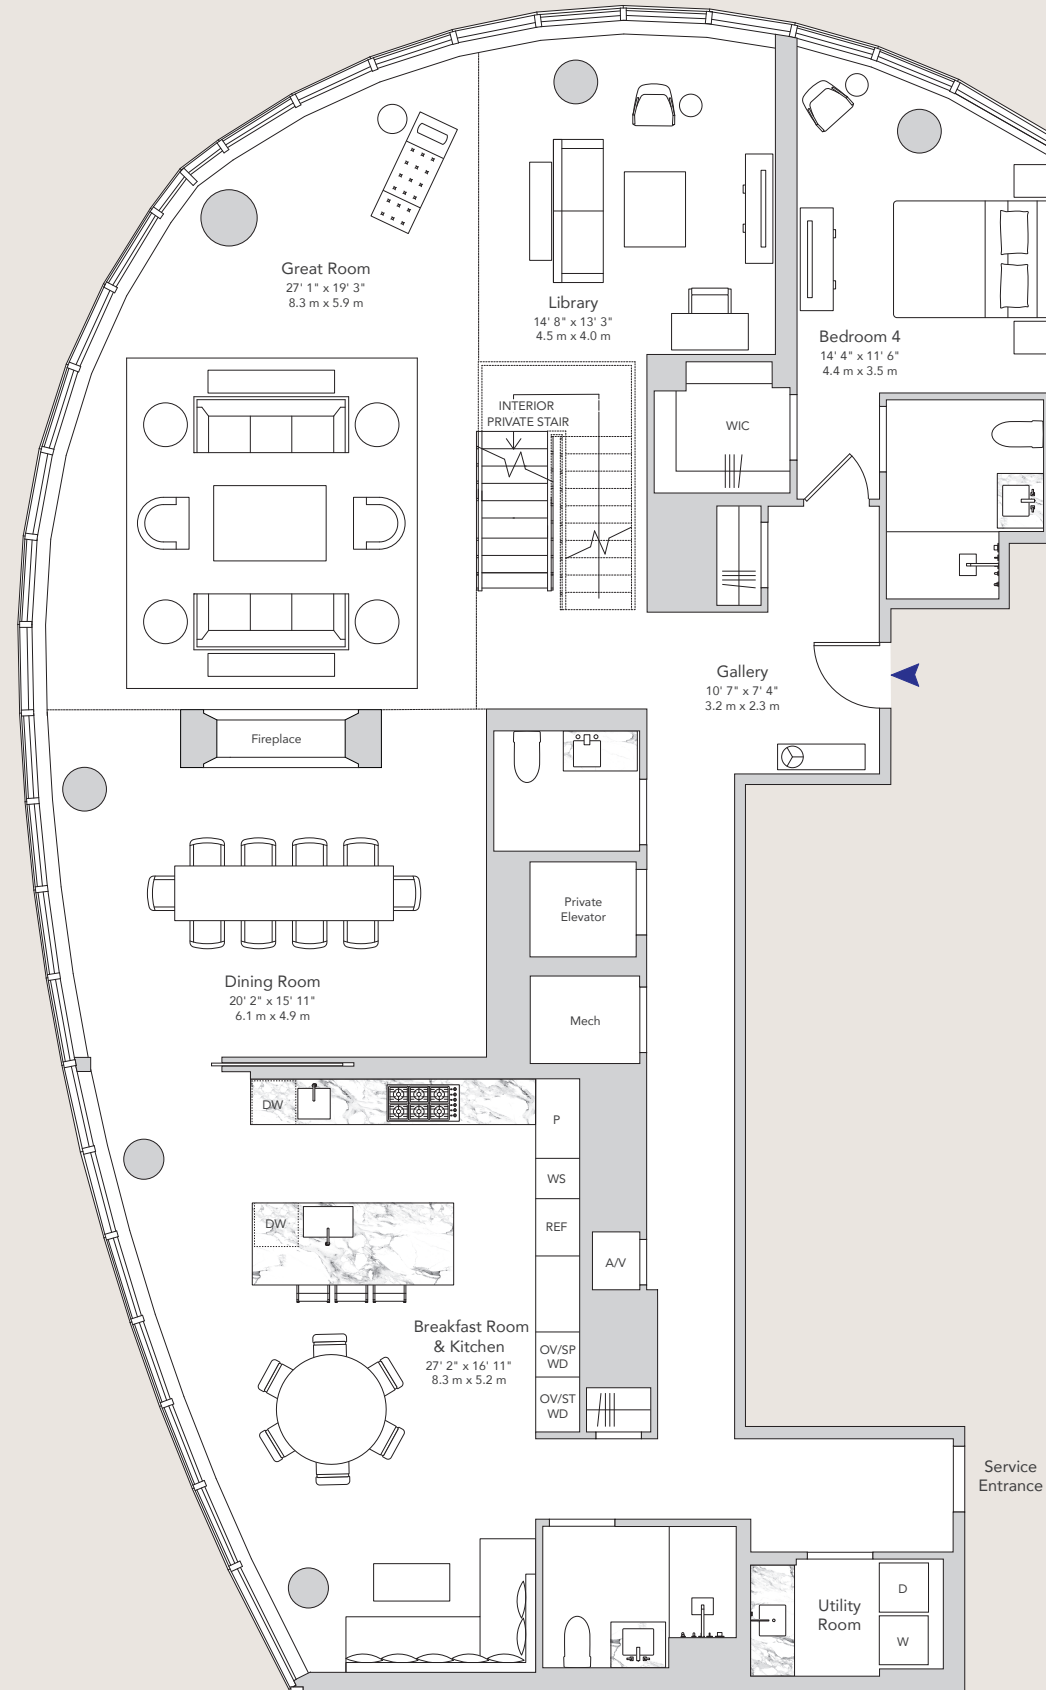 Great Room
27' 1" x 19' 3"
8.3 m x 5.9 m
Library
14' 8" x 13' 3"
4.5 m x 4.0 m
Bedroom 4
14' 4" x 11' 6"
4.4 m x 3.5 m
INTERIOR
PRIVATE STAIR
WIC
Gallery
10' 7" x 7' 4"
3.2 m x 2.3 m
Fireplace
Private
Elevator
Dining Room
20' 2" x 15' 11"
6.1 m x 4.9 m
Mech
DW
P
WS
DW
REF
A/V
Breakfast Room
& Kitchen
27' 2" x 16' 11"
8.3 m x 5.2 m
OV/SP
WD
OV/ST
WD
Service
Entrance
Utility
Room
D
W